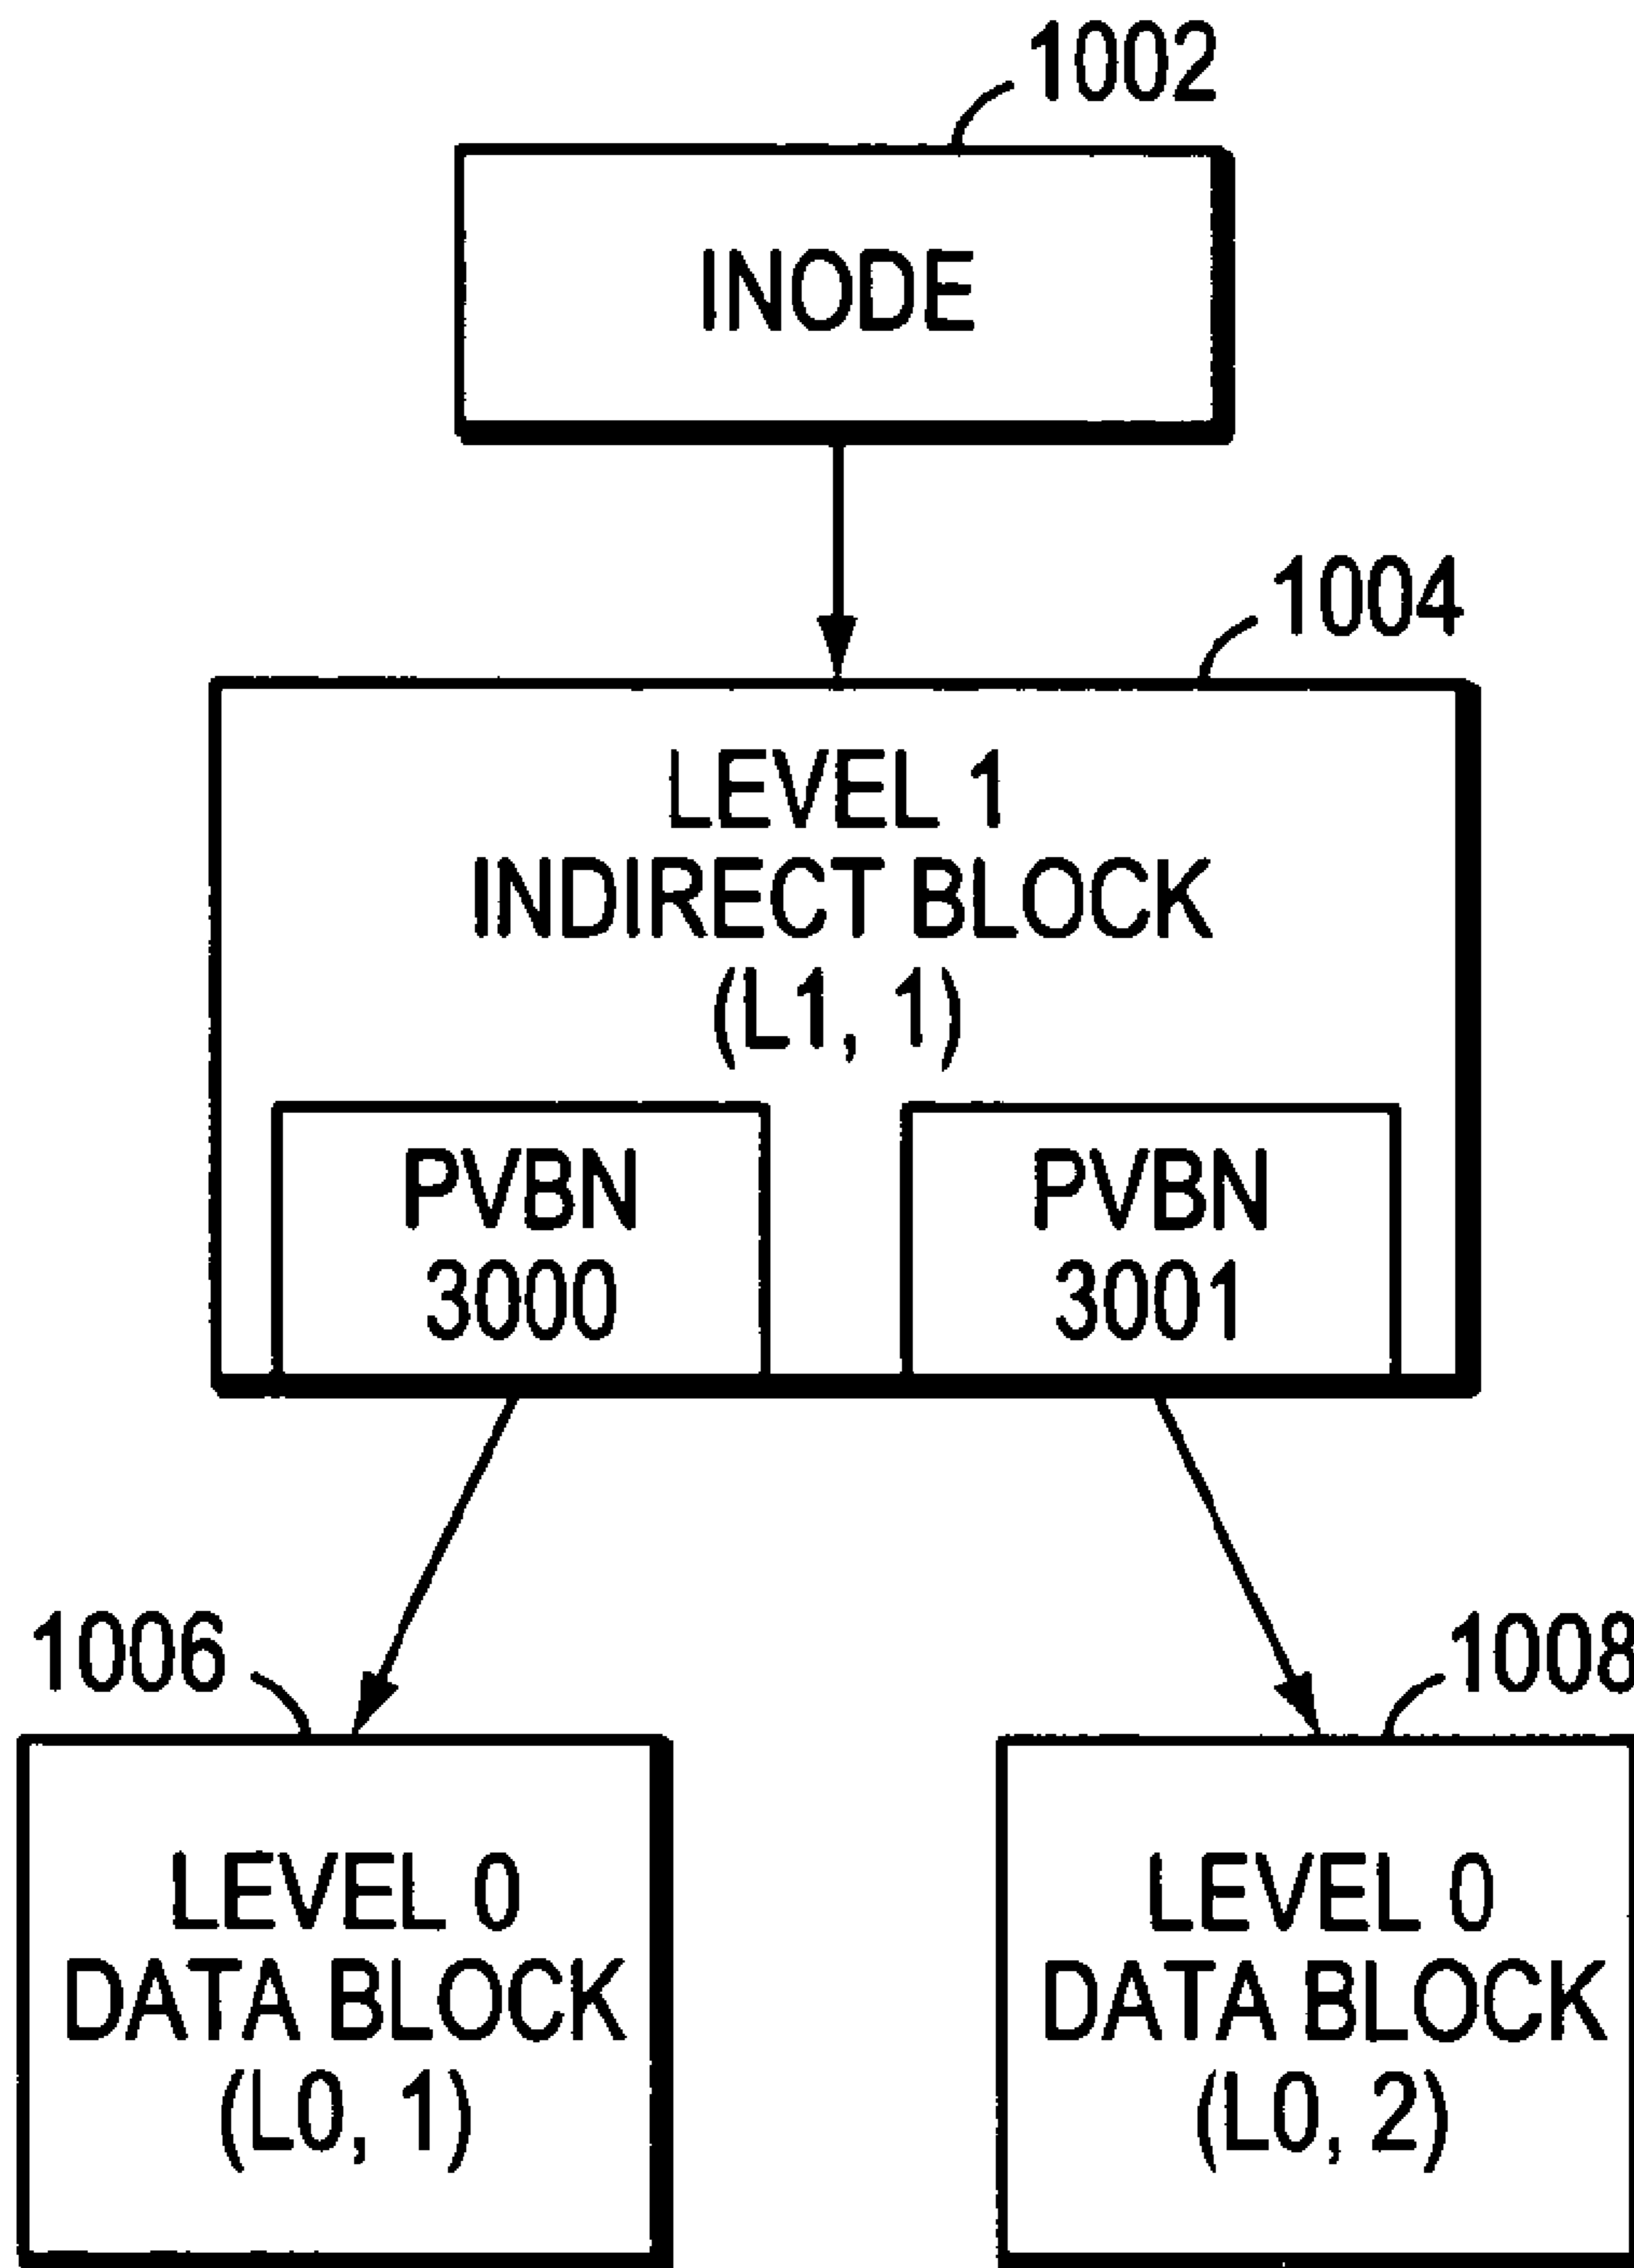 1002
INODE
1004
LEVEL 1
INDIRECT BLOCK
(L1, 1)
PVBN
3000
PVBN
3001
1006
1008
LEVEL 0
DATA BLOCK
(L0, 1)
LEVEL 0
DATA BLOCK
(L0, 2)